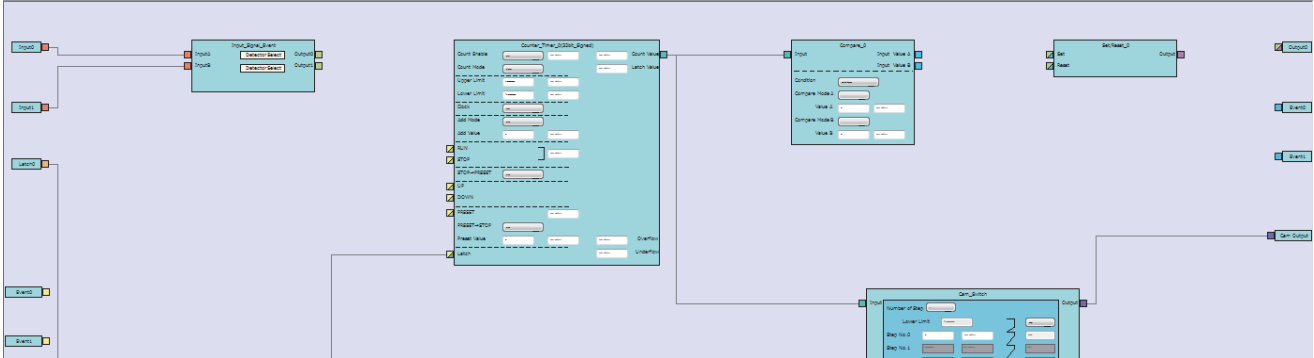 Input0
Input1
Latch0
Event0
Event1
Input_Signal_Event
Input0
Detector Select
Output0
InputB
Detector Select
Output1
Counter_Timer_0(32bit_Signed)
Count Enable
Count Value
Count Mode
Latch Value
Upper Limit
Lower Limit
Clock
Add Mode
Add Value
RUN
STOP
STOP→PRESET
UP
DOWN
PRESET
PRESET→STOP
Preset Value
Overflow
Underflow
Latch
Compare_0
Input
Input Value A
Input Value B
Condition
Compare Mode A
Value A
Compare Mode B
Value B
Set/Reset_0
Set
Output
Reset
Output0
Event0
Event1
Cam Output
Cam_Switch
Input
Output
Number of Step
Lower Limit
Step No.0
Step No.1